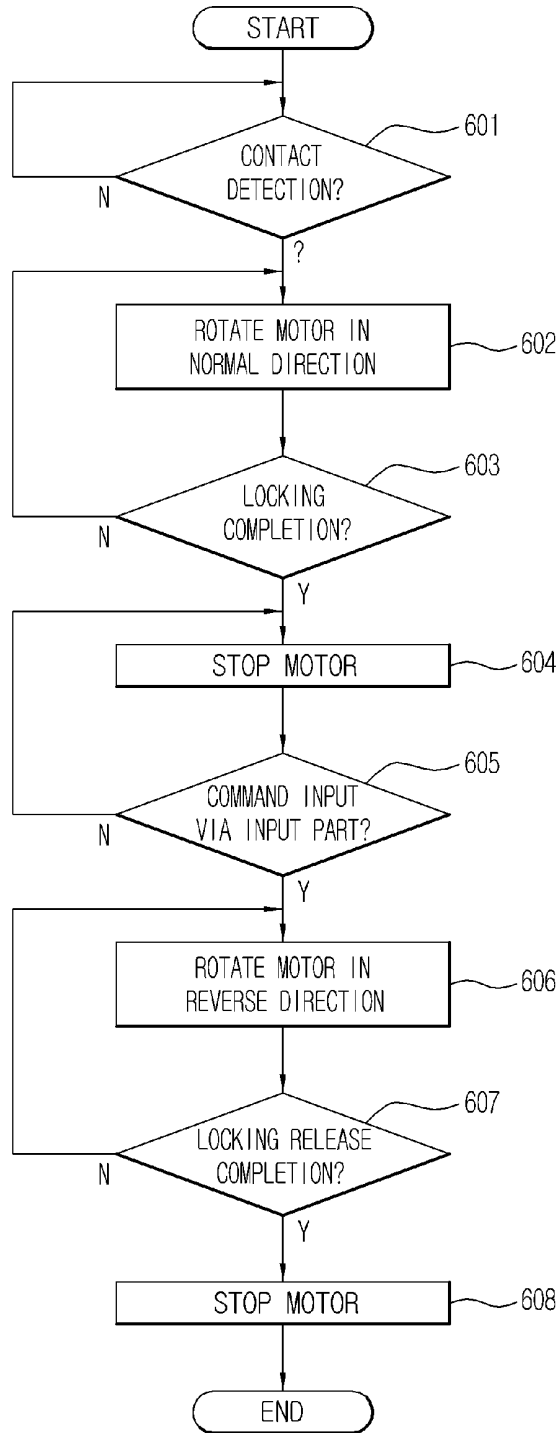 START
601
CONTACT
DETECTION?
N
?
ROTATE MOTOR IN
NORMAL DIRECTION
602
603
LOCKING
COMPLETION?
N
Y
STOP MOTOR
604
605
COMMAND INPUT
VIA INPUT PART?
N
Y
ROTATE MOTOR IN
REVERSE DIRECTION
606
607
LOCKING RELEASE
COMPLETION?
N
Y
STOP MOTOR
608
END